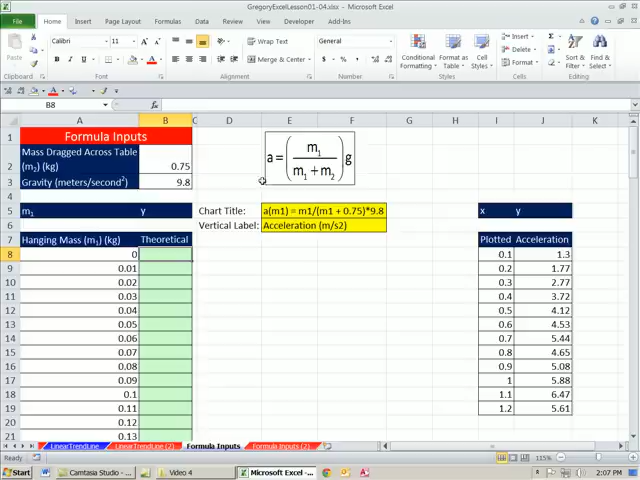 GregoryExcelLesson01-04.xlsx - Microsoft Excel
File Home Insert Page Layout Formulas Data Review View Developer Add-Ins
Calibri 11 Wrap Text General
Paste Merge & Center Conditional Formatting Format as Table Cell Styles Insert Delete Format Sort & Filter Find & Select
Clipboard Font Alignment Number Styles Cells Editing
B8 fx
A B C D E F G H I J K
1 Formula Inputs
2 Mass Dragged Across Table (m2) (kg) 0.75
a = ( m1 / m1 + m2 ) g
3 Gravity (meters/second2) 9.8
4
5 m1 y Chart Title: a(m1) = m1/(m1 + 0.75)*9.8 x y
6 Vertical Label: Acceleration (m/s2)
7 Hanging Mass (m1) (kg) Theoretical Plotted Acceleration
8 0 0.1 1.3
9 0.01 0.2 1.77
10 0.02 0.3 2.77
11 0.03 0.4 3.72
12 0.04 0.5 4.12
13 0.05 0.6 4.53
14 0.06 0.7 5.44
15 0.07 0.8 4.65
16 0.08 0.9 5.08
17 0.09 1 5.88
18 0.1 1.1 6.47
19 0.11 1.2 5.61
20 0.12
21 0.13
LinearTrendLine LinearTrendLine (2) Formula Inputs Formula Inputs (2)
Ready 115%
Start Camtasia Studio - ... Video 4 Microsoft Excel - ... 2:07 PM